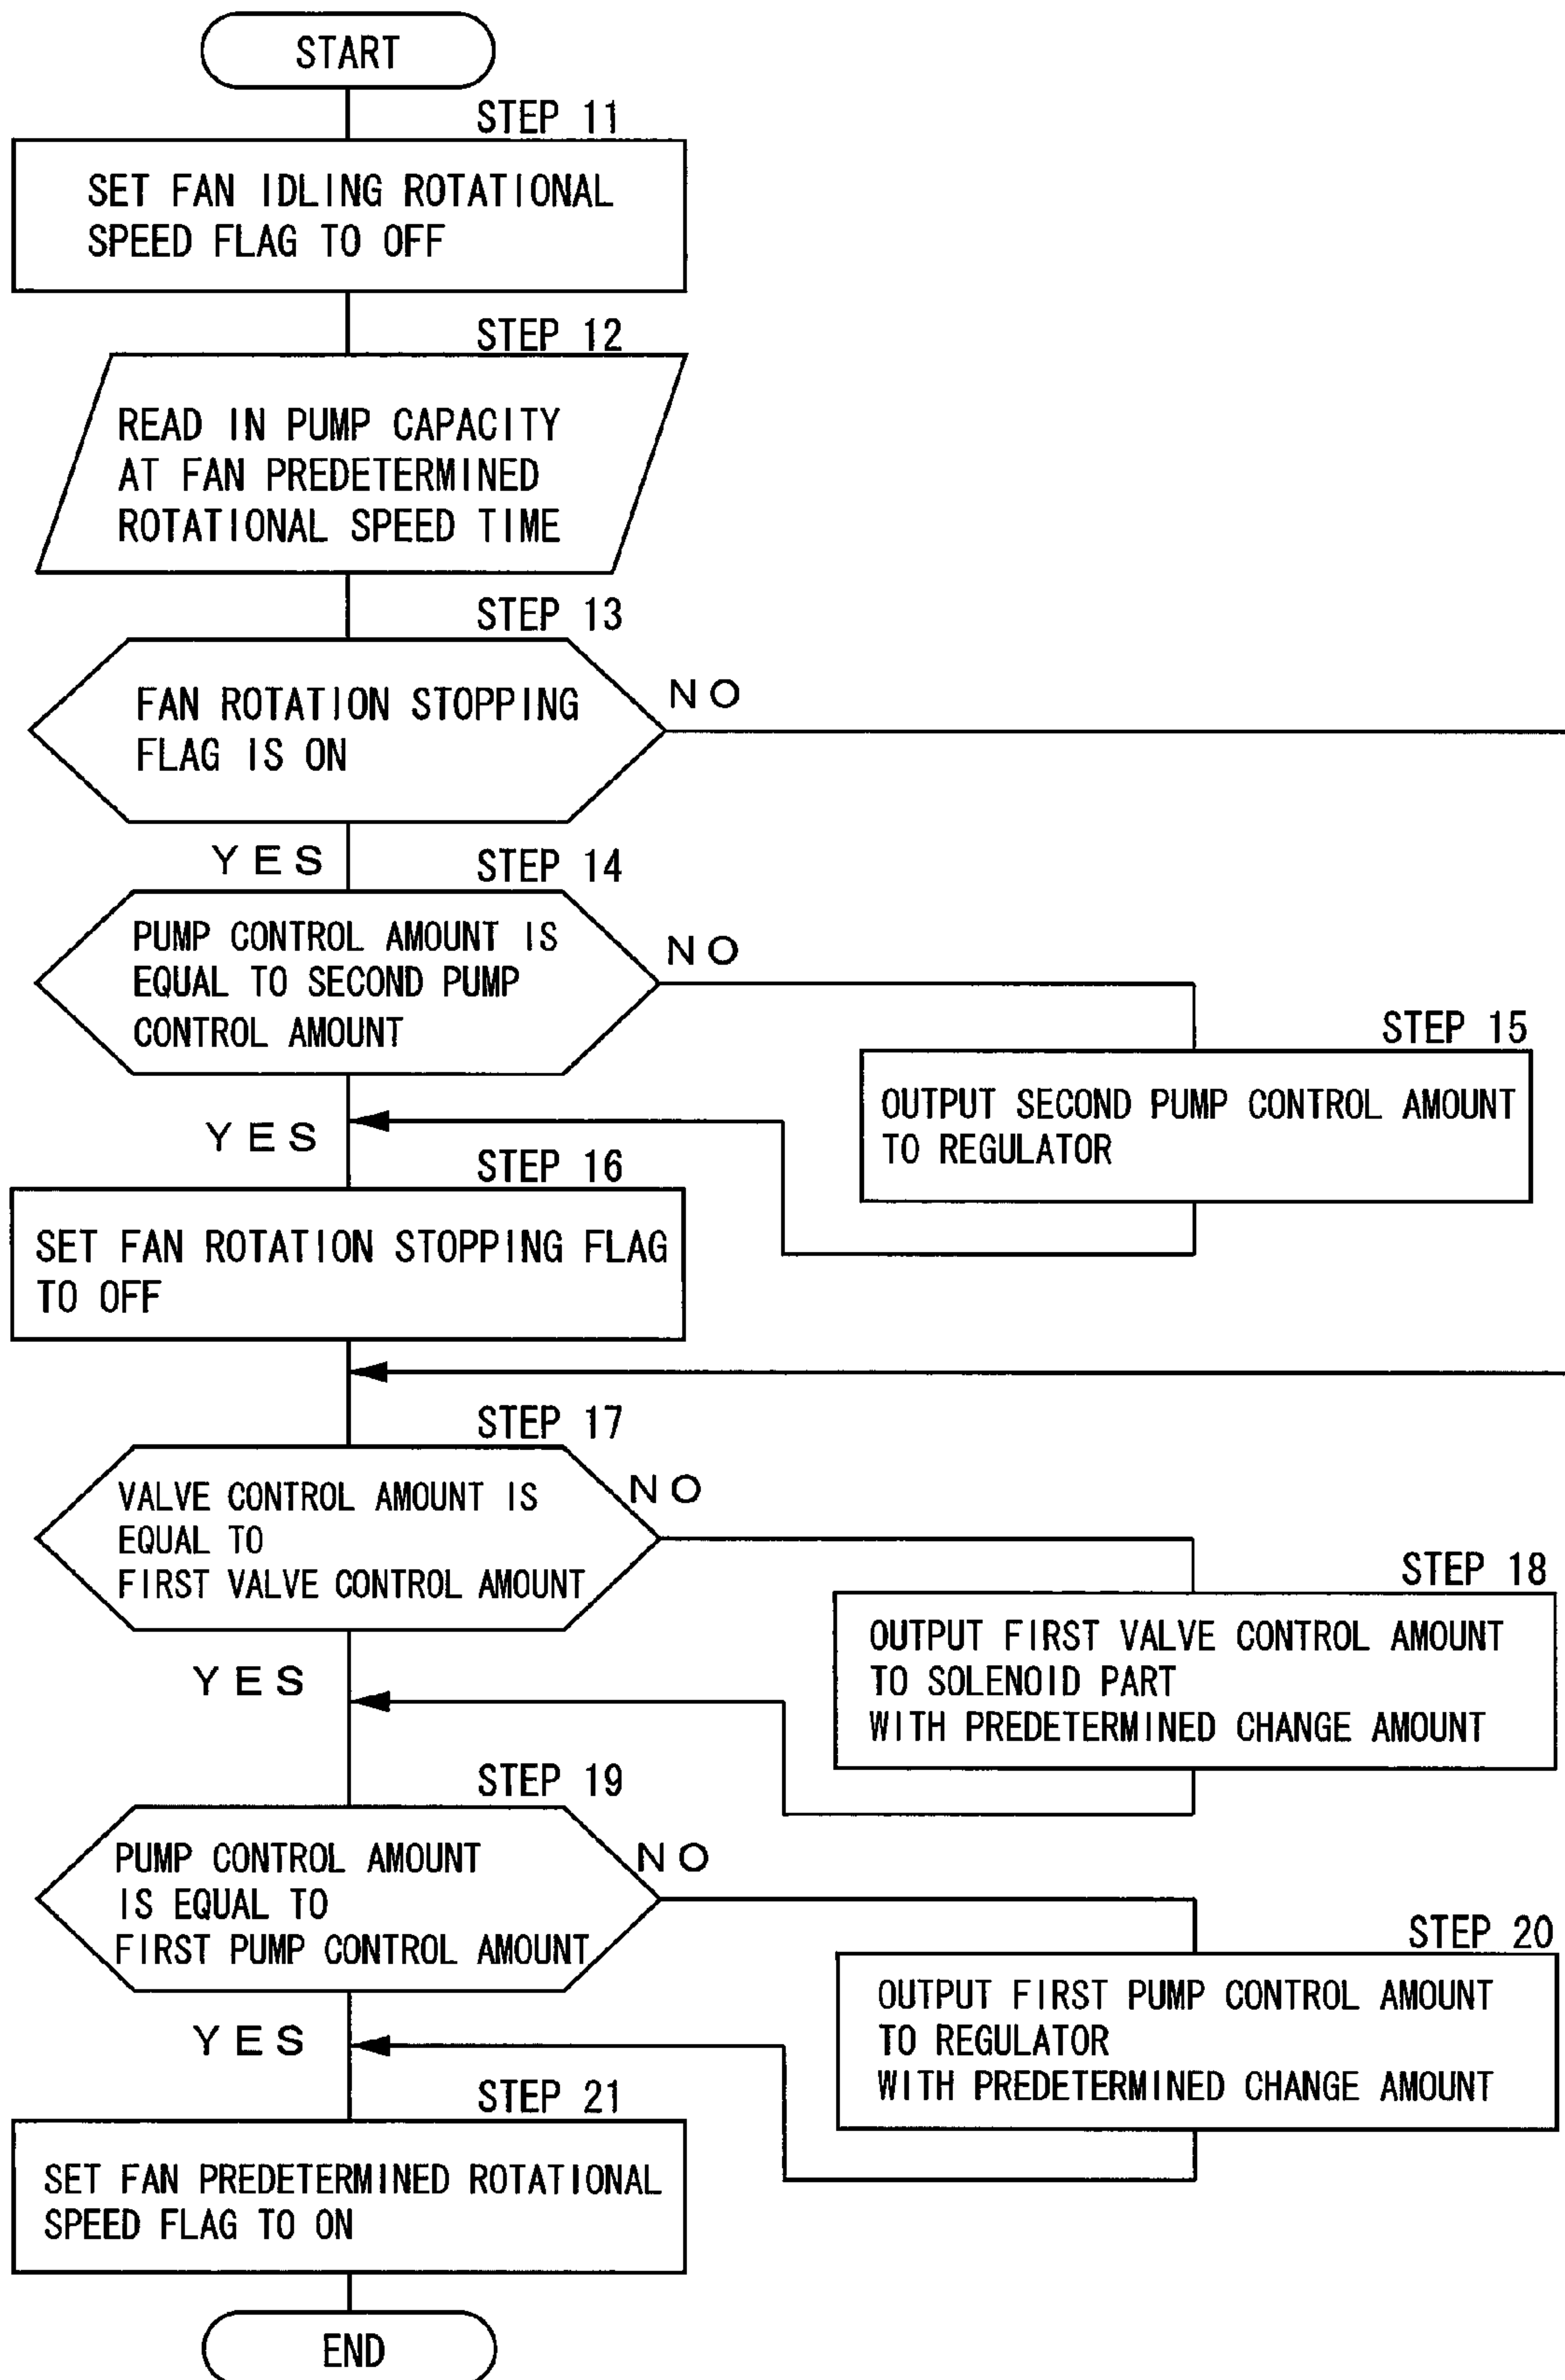 START
STEP 11
SET FAN IDLING ROTATIONAL
SPEED FLAG TO OFF
STEP 12
READ IN PUMP CAPACITY
AT FAN PREDETERMINED
ROTATIONAL SPEED TIME
STEP 13
FAN ROTATION STOPPING
FLAG IS ON
NO
YES
STEP 14
PUMP CONTROL AMOUNT IS
EQUAL TO SECOND PUMP
CONTROL AMOUNT
NO
STEP 15
OUTPUT SECOND PUMP CONTROL AMOUNT
TO REGULATOR
YES
STEP 16
SET FAN ROTATION STOPPING FLAG
TO OFF
STEP 17
VALVE CONTROL AMOUNT IS
EQUAL TO
FIRST VALVE CONTROL AMOUNT
NO
STEP 18
OUTPUT FIRST VALVE CONTROL AMOUNT
TO SOLENOID PART
WITH PREDETERMINED CHANGE AMOUNT
YES
STEP 19
PUMP CONTROL AMOUNT
IS EQUAL TO
FIRST PUMP CONTROL AMOUNT
NO
STEP 20
OUTPUT FIRST PUMP CONTROL AMOUNT
TO REGULATOR
WITH PREDETERMINED CHANGE AMOUNT
YES
STEP 21
SET FAN PREDETERMINED ROTATIONAL
SPEED FLAG TO ON
END